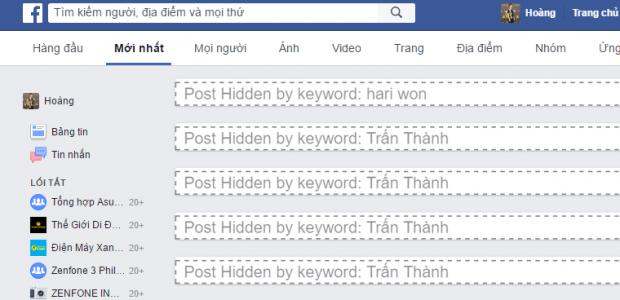 f Tìm kiếm người, địa điểm và mọi thứ Hoàng Trang chủ
Hàng đầu Mới nhất Mọi người Ảnh Video Trang Địa điểm Nhóm Ứng
Hoàng
Bảng tin
Tin nhắn
LỐI TẮT
Tổng hợp Asu... 20+
Thế Giới Di Đ... 20+
Điện Máy Xan... 20+
Zenfone 3 Phil... 20+
ZENFONE IN... 20+
Post Hidden by keyword: hari won
Post Hidden by keyword: Trấn Thành
Post Hidden by keyword: Trấn Thành
Post Hidden by keyword: Trấn Thành
Post Hidden by keyword: Trấn Thành